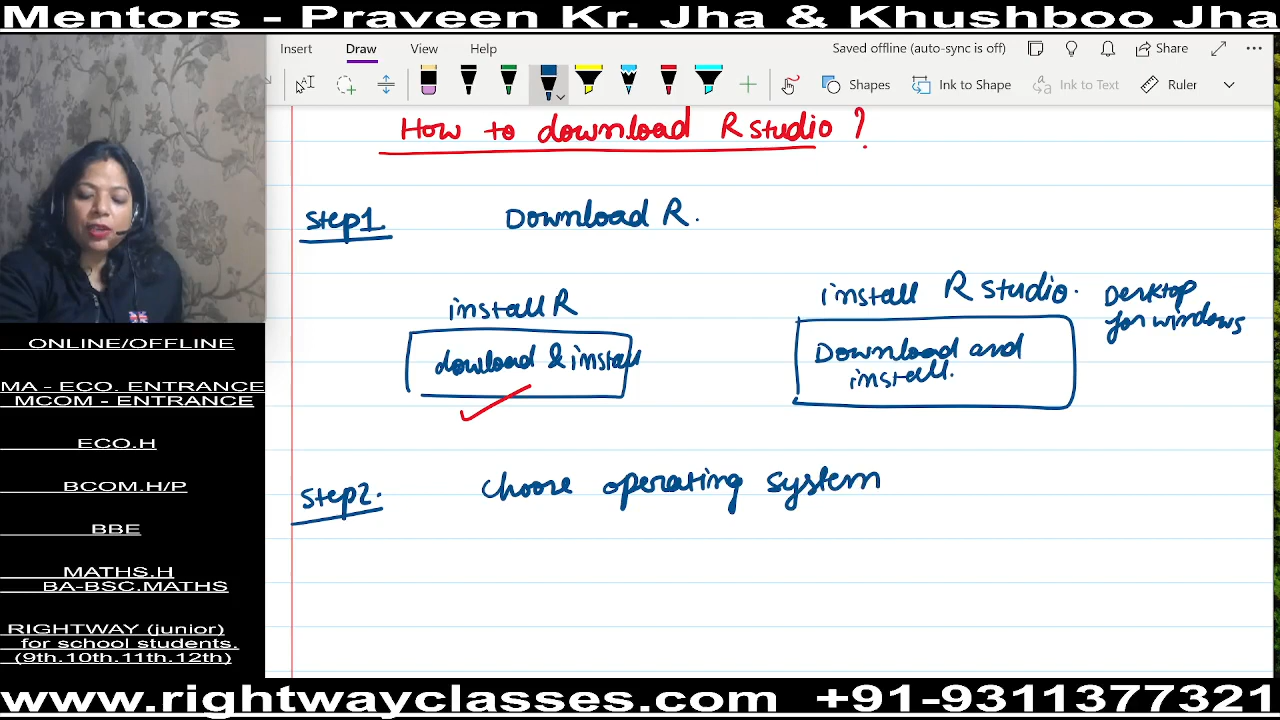 Mentors - Praveen Kr. Jha & Khushboo Jha
Insert Draw View Help
Saved offline (auto-sync is off)
Share
Shapes
Ink to Shape
Ink to Text
Ruler
How to download R studio ?
Step1
Download R.
install R
dowload & install
install R studio.
Desktop
for windows
Download and
install.
Step2.
Choose operating system
ONLINE/OFFLINE
MA - ECO. ENTRANCE
MCOM - ENTRANCE
ECO.H
BCOM.H/P
BBE
MATHS.H
BA-BSC.MATHS
RIGHTWAY (junior)
for school students.
(9th.10th.11th.12th)
www.rightwayclasses.com +91-9311377321